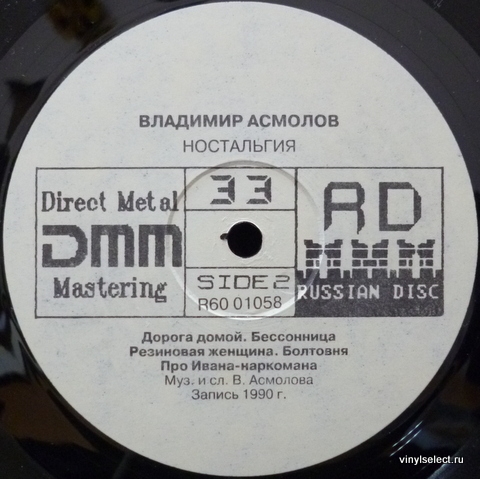 ВЛАДИМИР АСМОЛОВ
НОСТАЛЬГИЯ
Direct Metal
DMM
Mastering
33
SIDE 2
R60 01058
RD
RUSSIAN DISC
Дорога домой. Бессонница
Резиновая женщина. Болтовня
Про Ивана-наркомана
Муз. и сл. В. Асмолова
Запись 1990 г.
vinylselect.ru